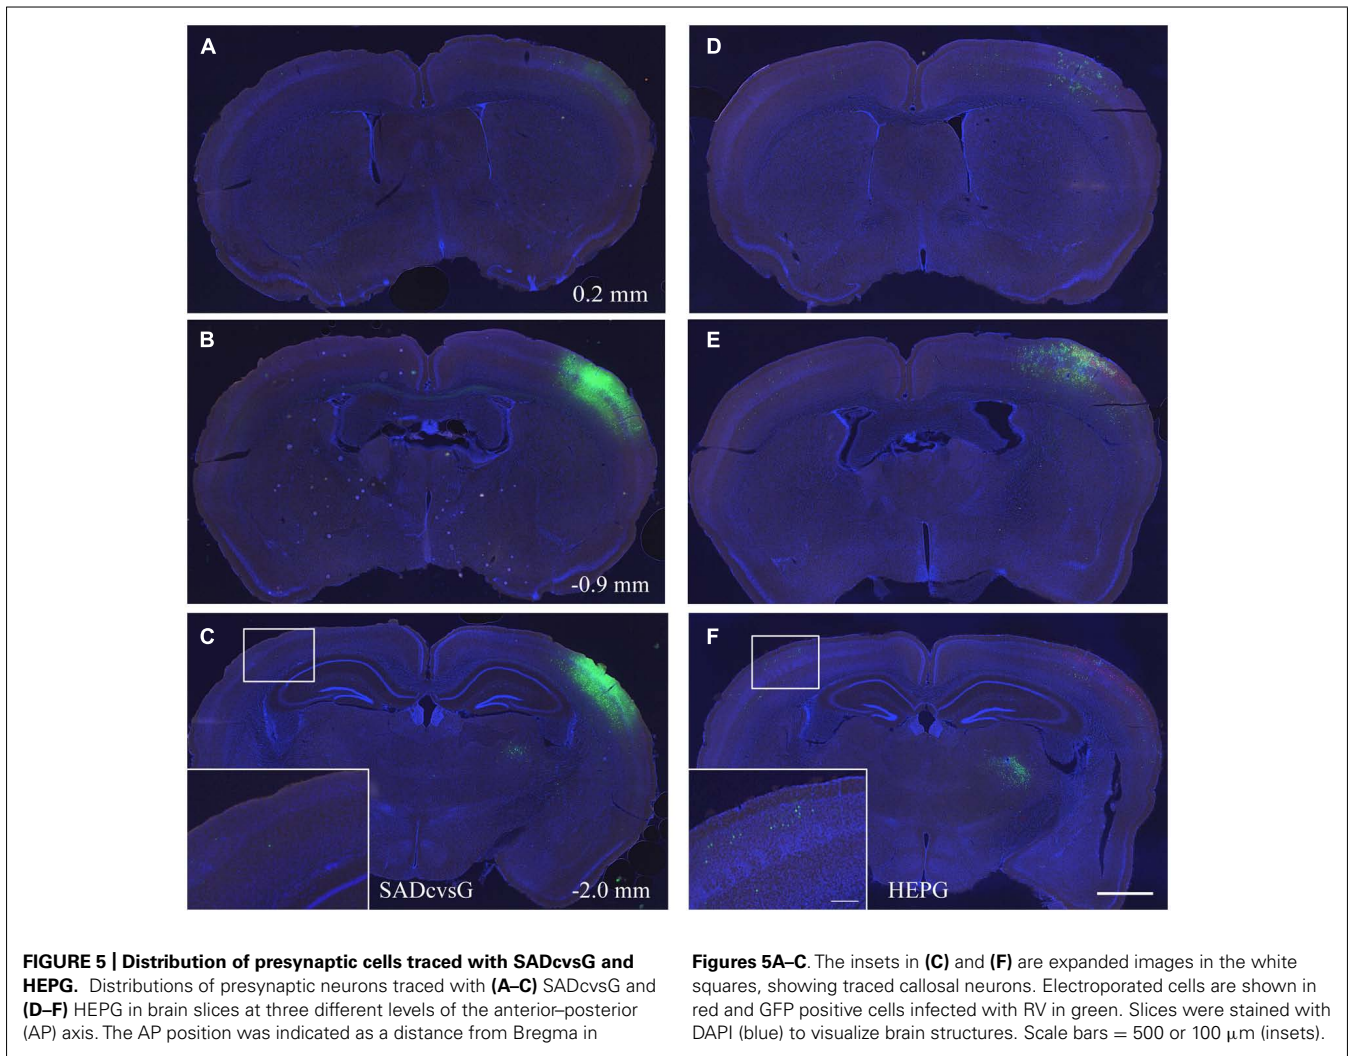 A
D
0.2 mm
B
E
-0.9 mm
C
F
SADcvsG
-2.0 mm
HEPG
FIGURE 5 | Distribution of presynaptic cells traced with SADcvsG and
HEPG. Distributions of presynaptic neurons traced with (A–C) SADcvsG and
(D–F) HEPG in brain slices at three different levels of the anterior–posterior
(AP) axis. The AP position was indicated as a distance from Bregma in
Figures 5A–C. The insets in (C) and (F) are expanded images in the white
squares, showing traced callosal neurons. Electroporated cells are shown in
red and GFP positive cells infected with RV in green. Slices were stained with
DAPI (blue) to visualize brain structures. Scale bars = 500 or 100 μm (insets).